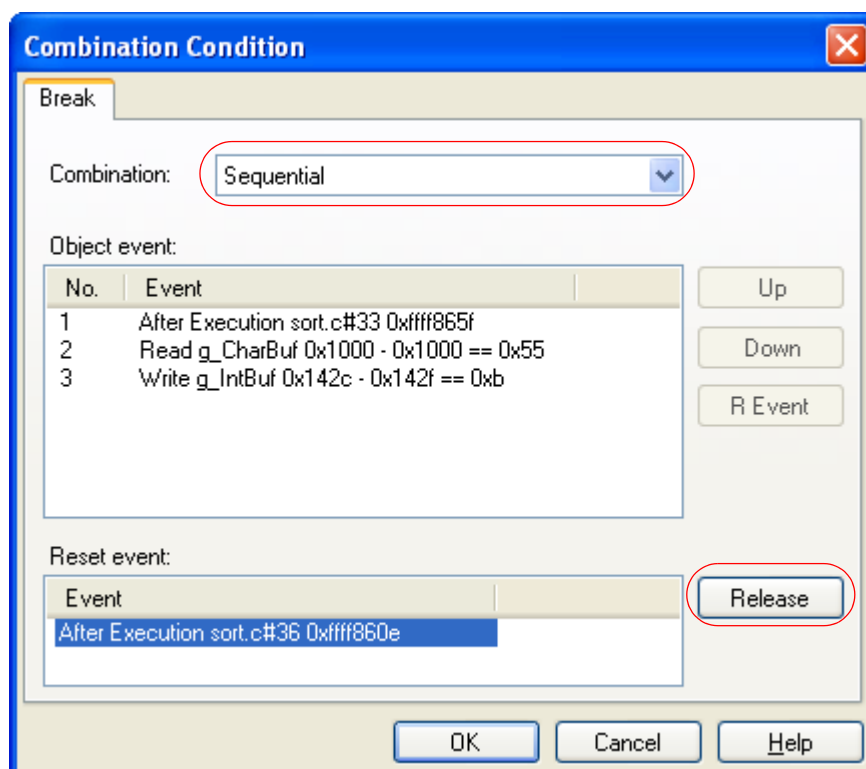 Combination Condition
Break
Combination: Sequential
Object event:
No. Event
1 After Execution sort.c#33 0xffff865f
2 Read g_CharBuf 0x1000 - 0x1000 == 0x55
3 Write g_IntBuf 0x142c - 0x142f == 0xb
Up
Down
R Event
Reset event:
Event
After Execution sort.c#36 0xffff860e
Release
OK Cancel Help